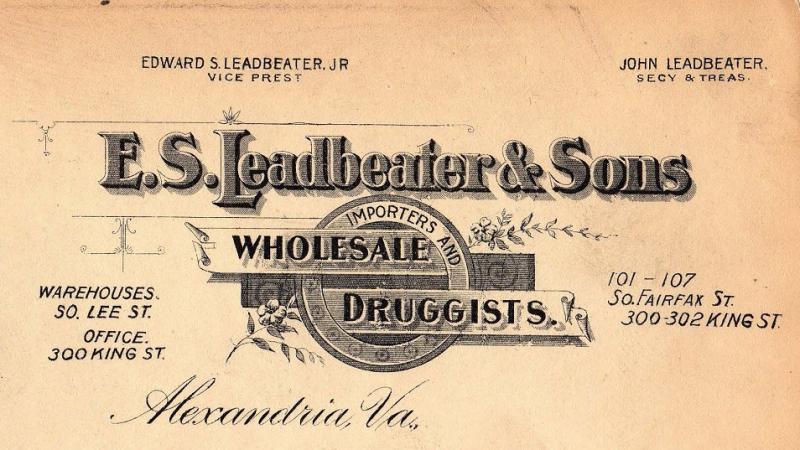 EDWARD S. LEADBEATER, JR
VICE PREST
JOHN LEADBEATER.
SECY & TREAS.
E. S. Leadbeater & Sons
IMPORTERS AND
WHOLESALE
DRUGGISTS.
WAREHOUSES.
SO. LEE ST.
OFFICE.
300 KING ST.
101-107
SO. FAIRFAX ST.
300-302 KING ST.
Alexandria, Va.,